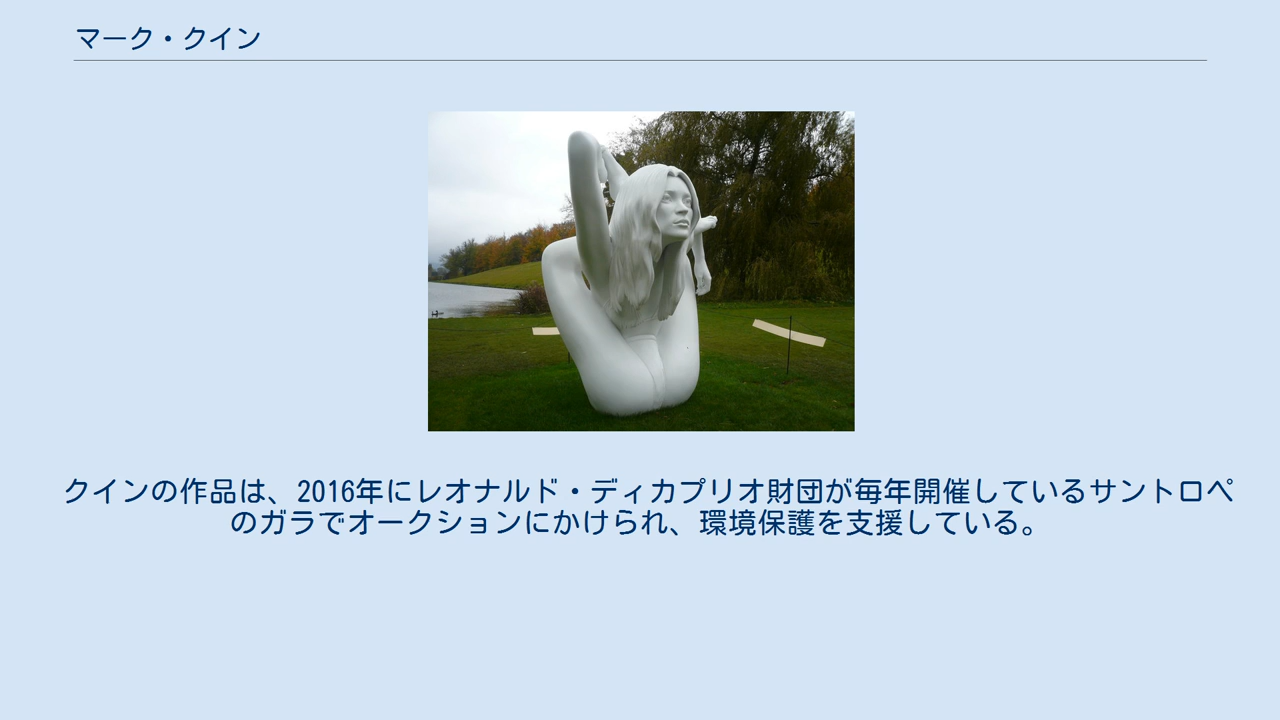 マーク・クイン
クインの作品は、2016年にレオナルド・ディカプリオ財団が毎年開催しているサントロペ
のガラでオークションにかけられ、環境保護を支援している。